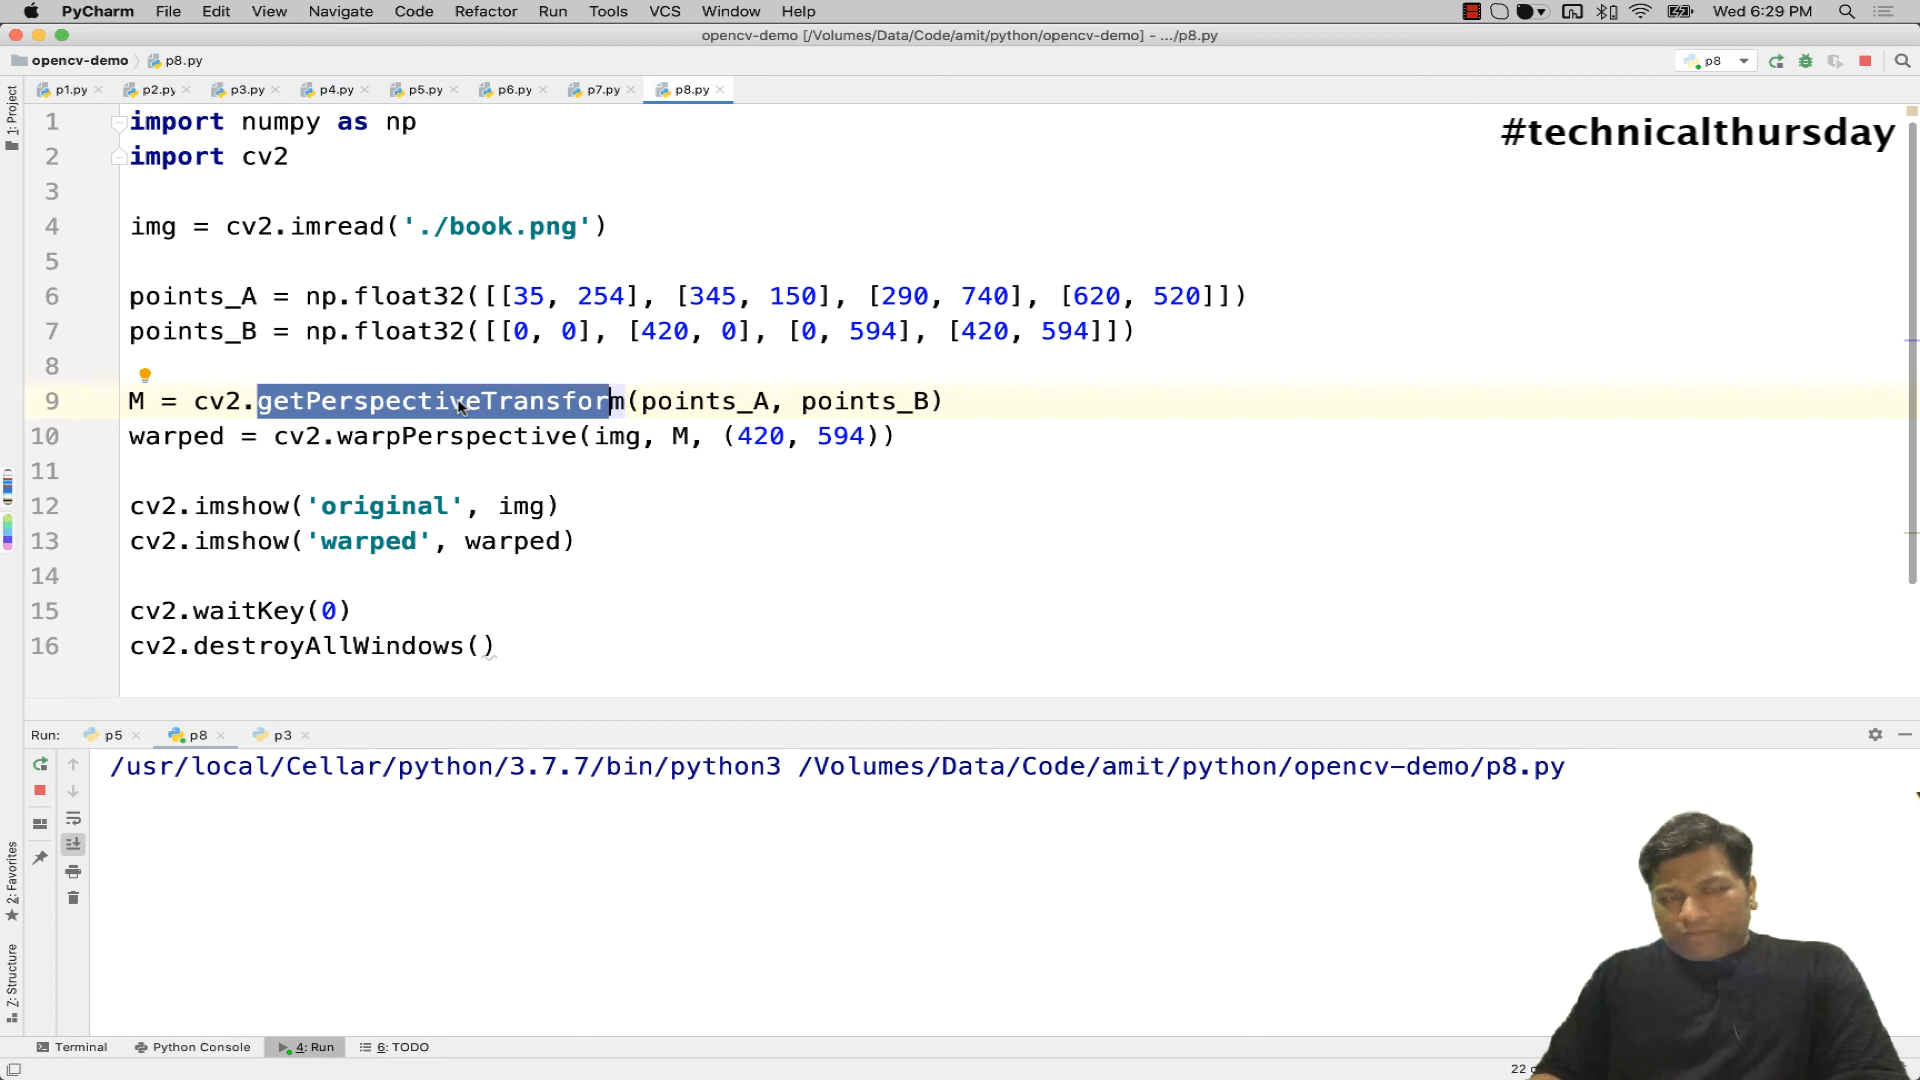 PyCharm File Edit View Navigate Code Refactor Run Tools VCS Window Help Wed 6:29 PM
opencv-demo [/Volumes/Data/Code/amit/python/opencv-demo] - .../p8.py
opencv-demo p8.py p8
p1.py p2.py p3.py p4.py p5.py p6.py p7.py p8.py
1: Project
#technicalthursday
1 import numpy as np
2 import cv2
3
4 img = cv2.imread('./book.png')
5
6 points_A = np.float32([[35, 254], [345, 150], [290, 740], [620, 520]])
7 points_B = np.float32([[0, 0], [420, 0], [0, 594], [420, 594]])
8
9 M = cv2.getPerspectiveTransform(points_A, points_B)
10 warped = cv2.warpPerspective(img, M, (420, 594))
11
12 cv2.imshow('original', img)
13 cv2.imshow('warped', warped)
14
15 cv2.waitKey(0)
16 cv2.destroyAllWindows()
Run: p5 p8 p3
/usr/local/Cellar/python/3.7.7/bin/python3 /Volumes/Data/Code/amit/python/opencv-demo/p8.py
2: Favorites
7: Structure
Terminal Python Console 4: Run 6: TODO
22